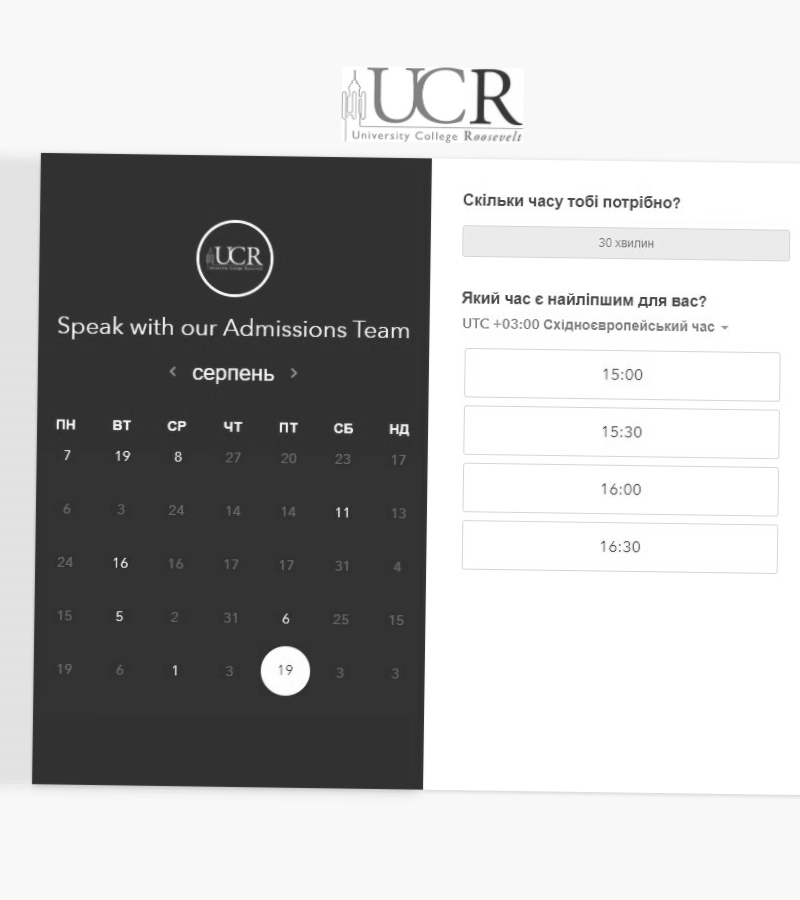 UCR
University College Roosevelt
UCR
University College Roosevelt
Speak with our Admissions Team
серпень
ПН ВТ СР ЧТ ПТ СБ НД
7 19 8 27 20 23 17
6 3 24 14 14 11 13
24 16 16 17 17 31 4
15 5 2 31 6 25 15
19 6 1 3 19 3 3
Скільки часу тобі потрібно?
30 хвилин
Який час є найліпшим для вас?
UTC +03:00 Східноєвропейський час
15:00
15:30
16:00
16:30